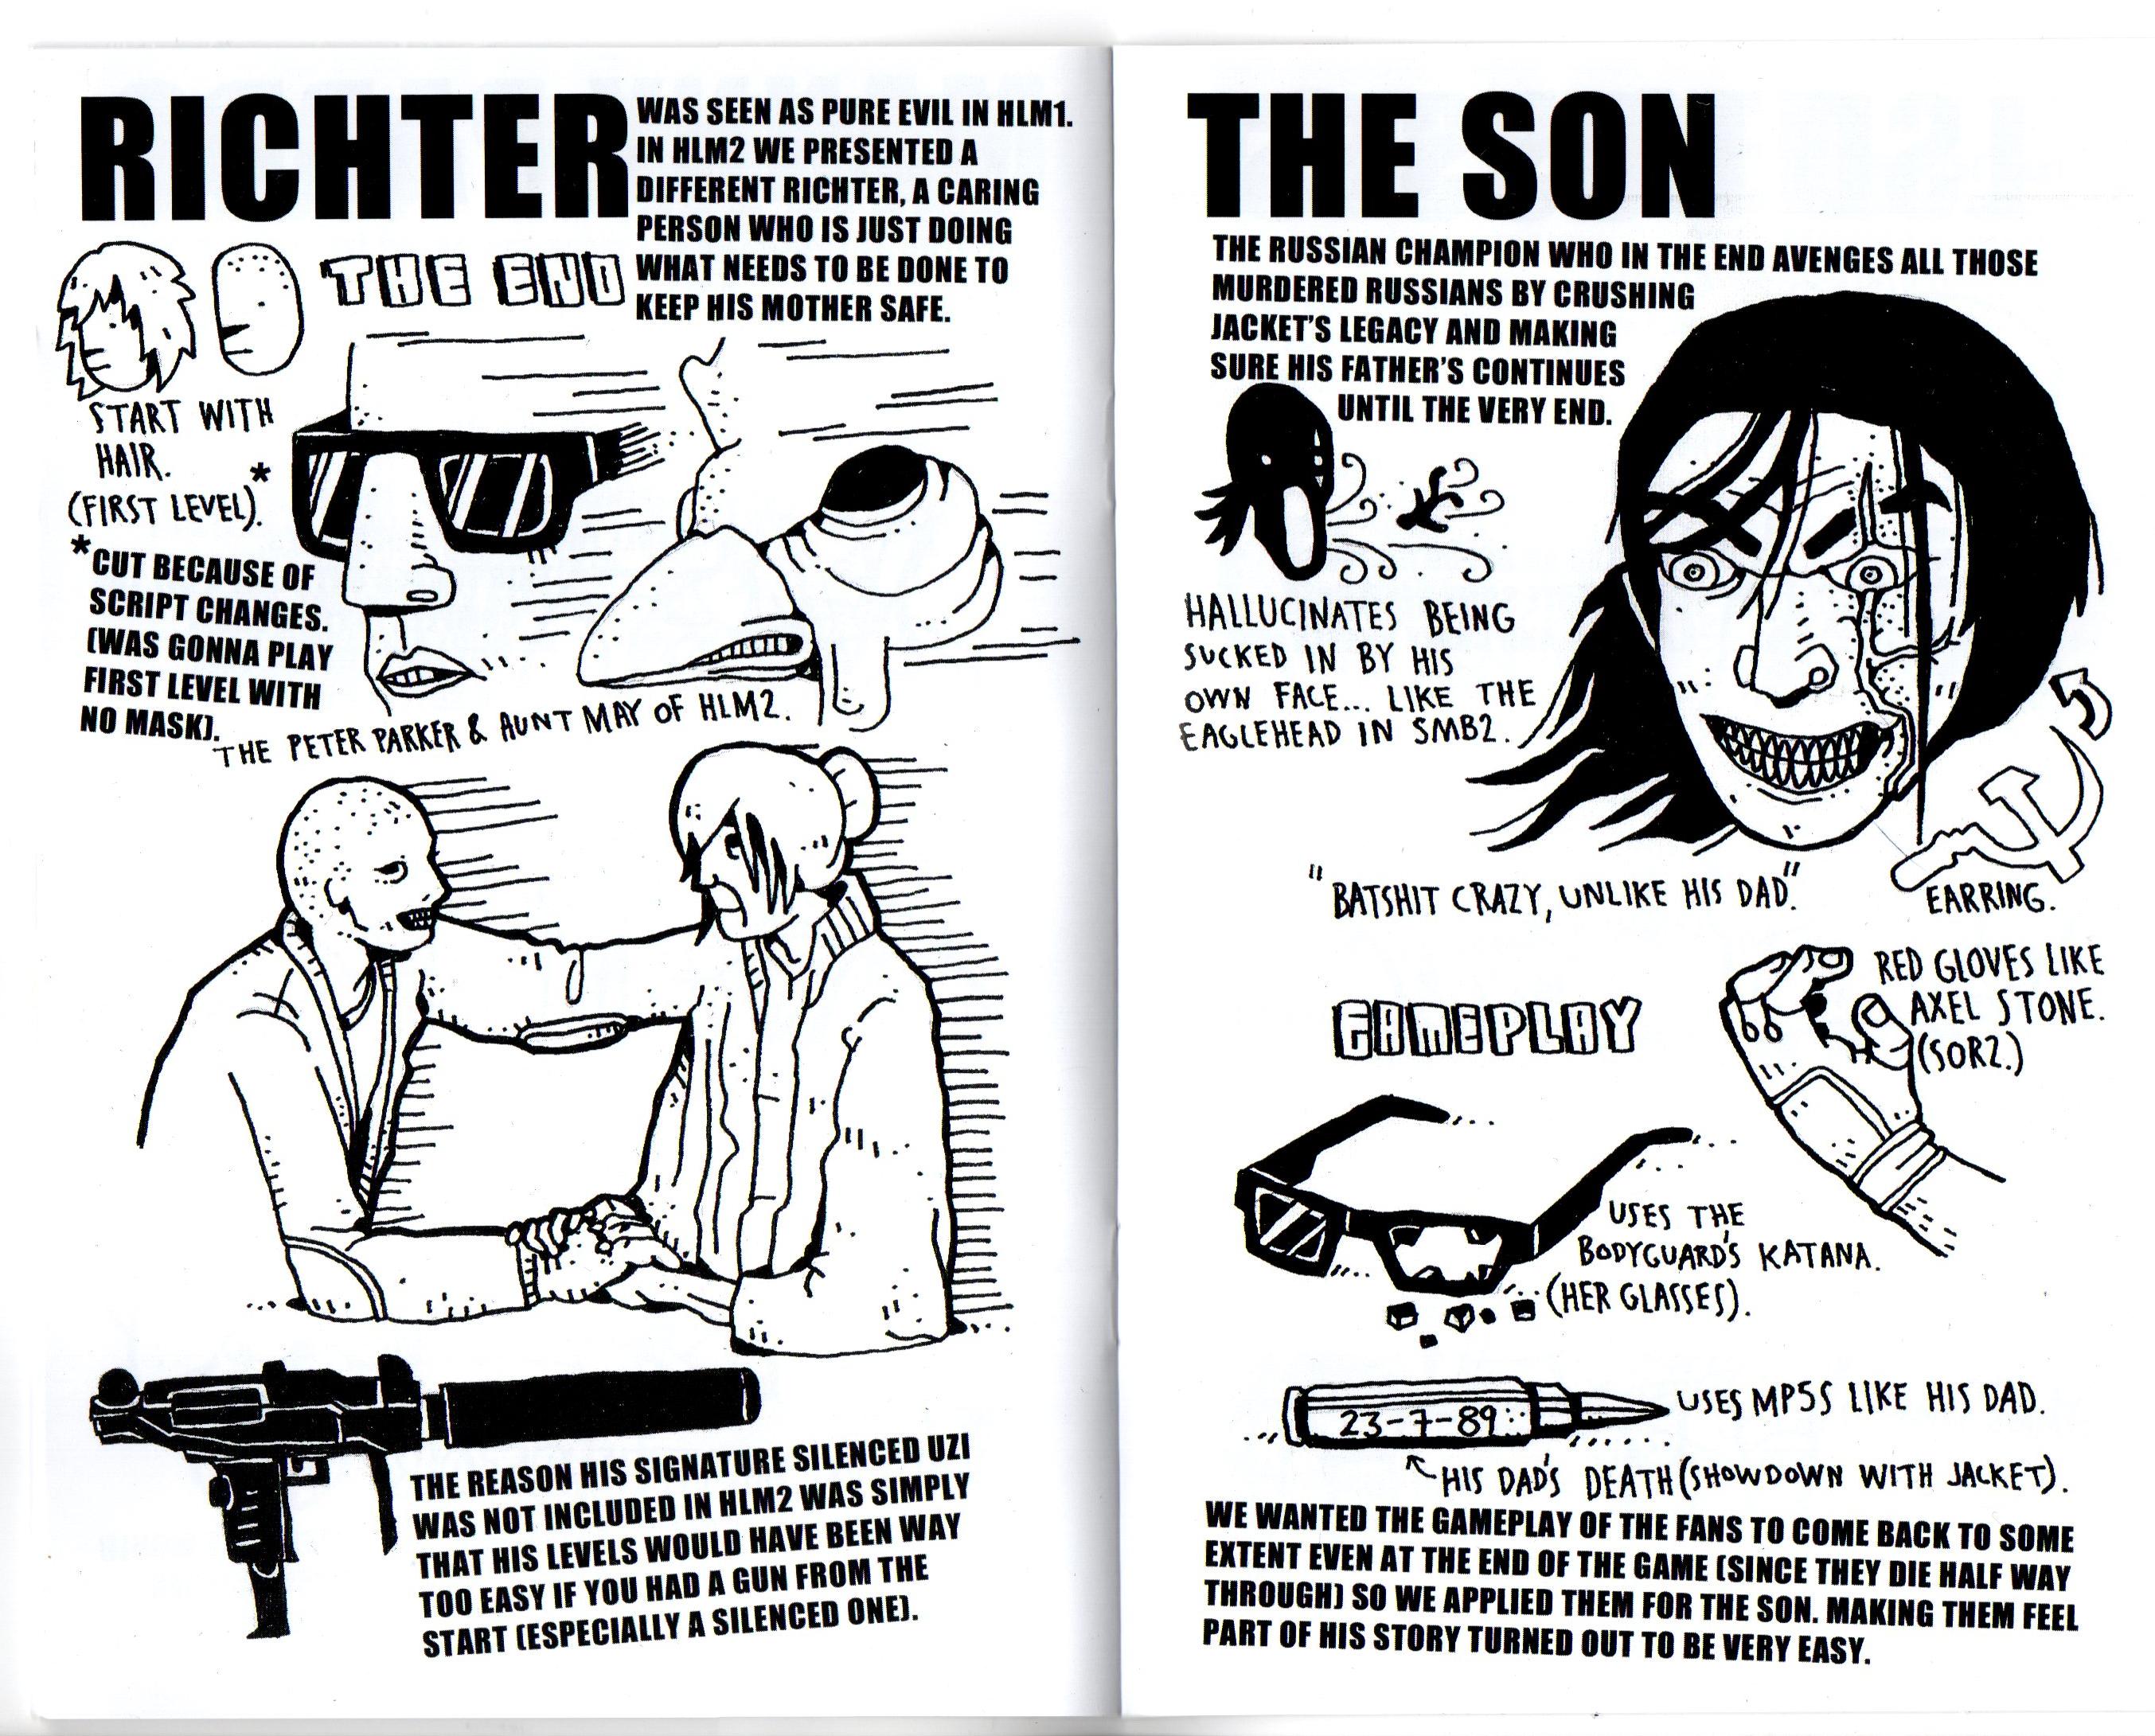 RICHTER
WAS SEEN AS PURE EVIL IN HLM1.
IN HLM2 WE PRESENTED A
DIFFERENT RICHTER, A CARING
PERSON WHO IS JUST DOING
WHAT NEEDS TO BE DONE TO
KEEP HIS MOTHER SAFE.
THE END
START WITH
HAIR.
(FIRST LEVEL).*
*CUT BECAUSE OF
SCRIPT CHANGES.
(WAS GONNA PLAY
FIRST LEVEL WITH
NO MASK).
THE PETER PARKER & AUNT MAY OF HLM2.
THE REASON HIS SIGNATURE SILENCED UZI
WAS NOT INCLUDED IN HLM2 WAS SIMPLY
THAT HIS LEVELS WOULD HAVE BEEN WAY
TOO EASY IF YOU HAD A GUN FROM THE
START (ESPECIALLY A SILENCED ONE).
THE SON
THE RUSSIAN CHAMPION WHO IN THE END AVENGES ALL THOSE
MURDERED RUSSIANS BY CRUSHING
JACKET'S LEGACY AND MAKING
SURE HIS FATHER'S CONTINUES
UNTIL THE VERY END.
HALLUCINATES BEING
SUCKED IN BY HIS
OWN FACE... LIKE THE
EAGLEHEAD IN SMB2.
"BATSHIT CRAZY, UNLIKE HIS DAD".
EARRING.
RED GLOVES LIKE
AXEL STONE.
(SOR2.)
GAMEPLAY
USES THE
BODYGUARD'S KATANA.
(HER GLASSES).
23-7-89
USES MP5S LIKE HIS DAD.
HIS DAD'S DEATH (SHOWDOWN WITH JACKET).
WE WANTED THE GAMEPLAY OF THE FANS TO COME BACK TO SOME
EXTENT EVEN AT THE END OF THE GAME (SINCE THEY DIE HALF WAY
THROUGH) SO WE APPLIED THEM FOR THE SON. MAKING THEM FEEL
PART OF HIS STORY TURNED OUT TO BE VERY EASY.